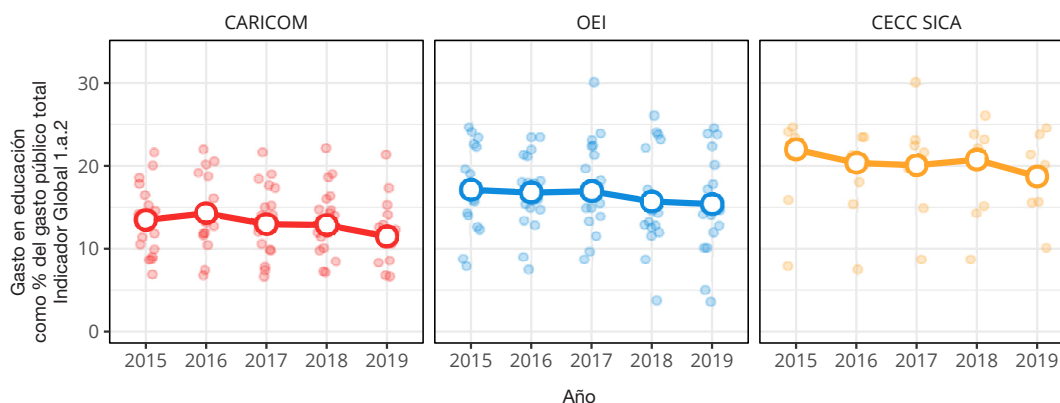 CARICOM
OEI
CECC SICA
Gasto en educación
como % del gasto público total
Indicador Global 1.a.2
30
20
10
0
2015 2016 2017 2018 2019
2015 2016 2017 2018 2019
2015 2016 2017 2018 2019
Año